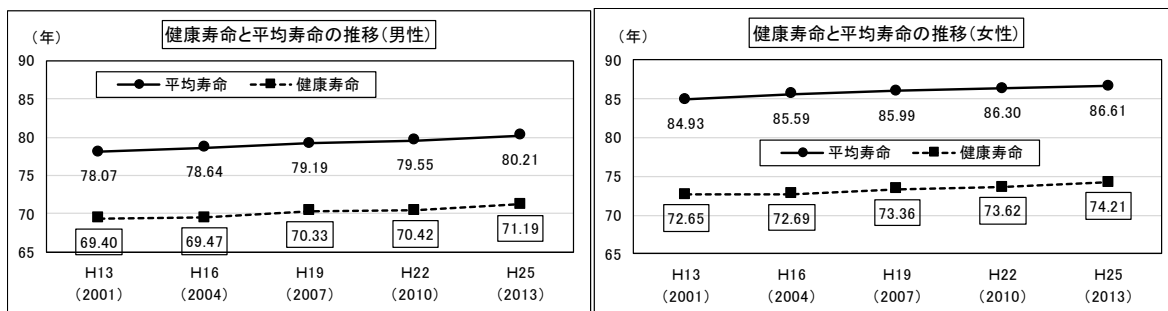 健康寿命と平均寿命の推移(男性)
(年)
90
85
80
75
70
65
平均寿命 健康寿命
78.07 78.64 79.19 79.55 80.21
69.40 69.47 70.33 70.42 71.19
H13 H16 H19 H22 H25
(2001) (2004) (2007) (2010) (2013)
健康寿命と平均寿命の推移(女性)
(年)
90
85
80
75
70
65
84.93 85.59 85.99 86.30 86.61
平均寿命 健康寿命
72.65 72.69 73.36 73.62 74.21
H13 H16 H19 H22 H25
(2001) (2004) (2007) (2010) (2013)